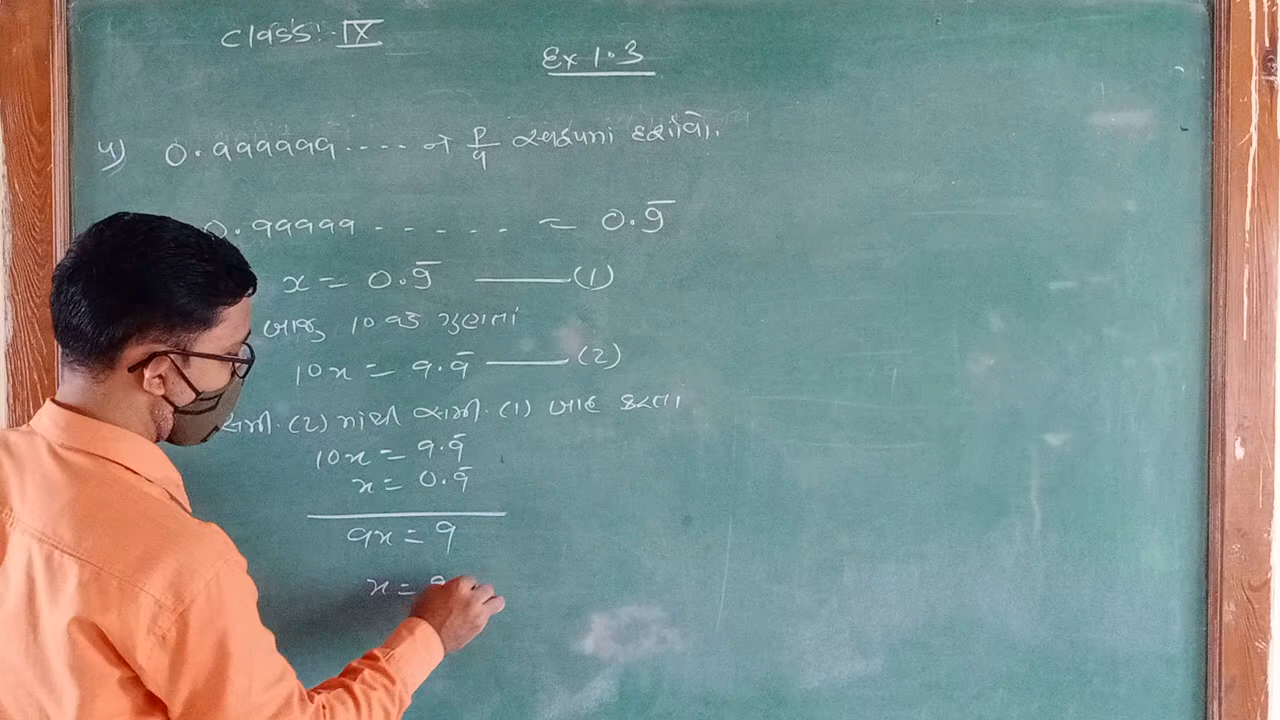 Class:- IX
Ex 1.3
૫) 0.999999.... ને P/q સ્વરૂપમાં દર્શાવો.
0.99999 - - - - - = 0.9̅
x = 0.9̅ ——— (1)
બાજુ 10 વડે ગુણતાં
10x = 9.9̅ ——— (2)
સમી. (2) માંથી સમી. (1) બાદ કરતા
10x = 9.9̅
x = 0.9̅
9x = 9
x = 9